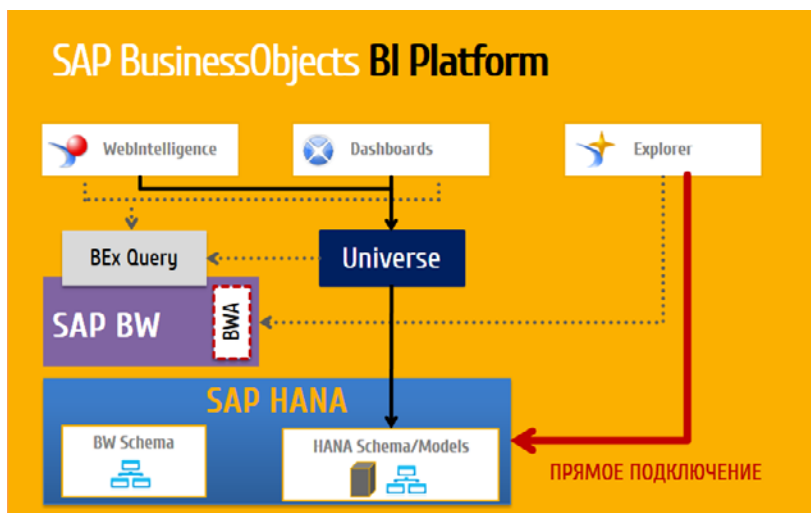 SAP BusinessObjects BI Platform
WebIntelligence
Dashboards
Explorer
BEx Query
Universe
SAP BW
BWA
SAP HANA
BW Schema
HANA Schema/Models
ПРЯМОЕ ПОДКЛЮЧЕНИЕ